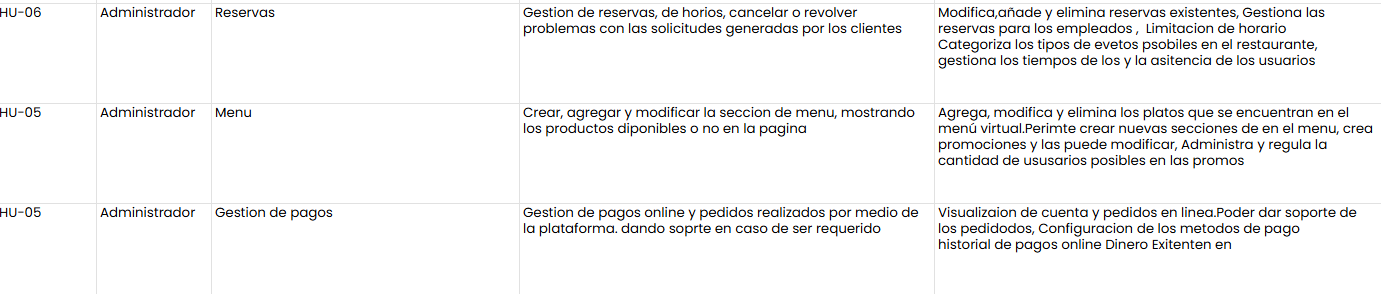 HU-06 Administrador Reservas Gestion de reservas, de horios, cancelar o revolver Modifica,añade y elimina reservas existentes, Gestiona las
problemas con las solicitudes generadas por los clientes reservas para los empleados , Limitacion de horario
Categoriza los tipos de evetos psobiles en el restaurante,
gestiona los tiempos de los y la asitencia de los usuarios
HU-05 Administrador Menu Crear, agregar y modificar la seccion de menu, mostrando Agrega, modifica y elimina los platos que se encuentran en el
los productos diponibles o no en la pagina menú virtual.Perimte crear nuevas secciones de en el menu, crea
promociones y las puede modificar, Administra y regula la
cantidad de ususarios posibles en las promos
HU-05 Administrador Gestion de pagos Gestion de pagos online y pedidos realizados por medio de Visualizaion de cuenta y pedidos en linea.Poder dar soporte de
la plataforma. dando soprte en caso de ser requerido los pedidodos, Configuracion de los metodos de pago
historial de pagos online Dinero Exitenten en